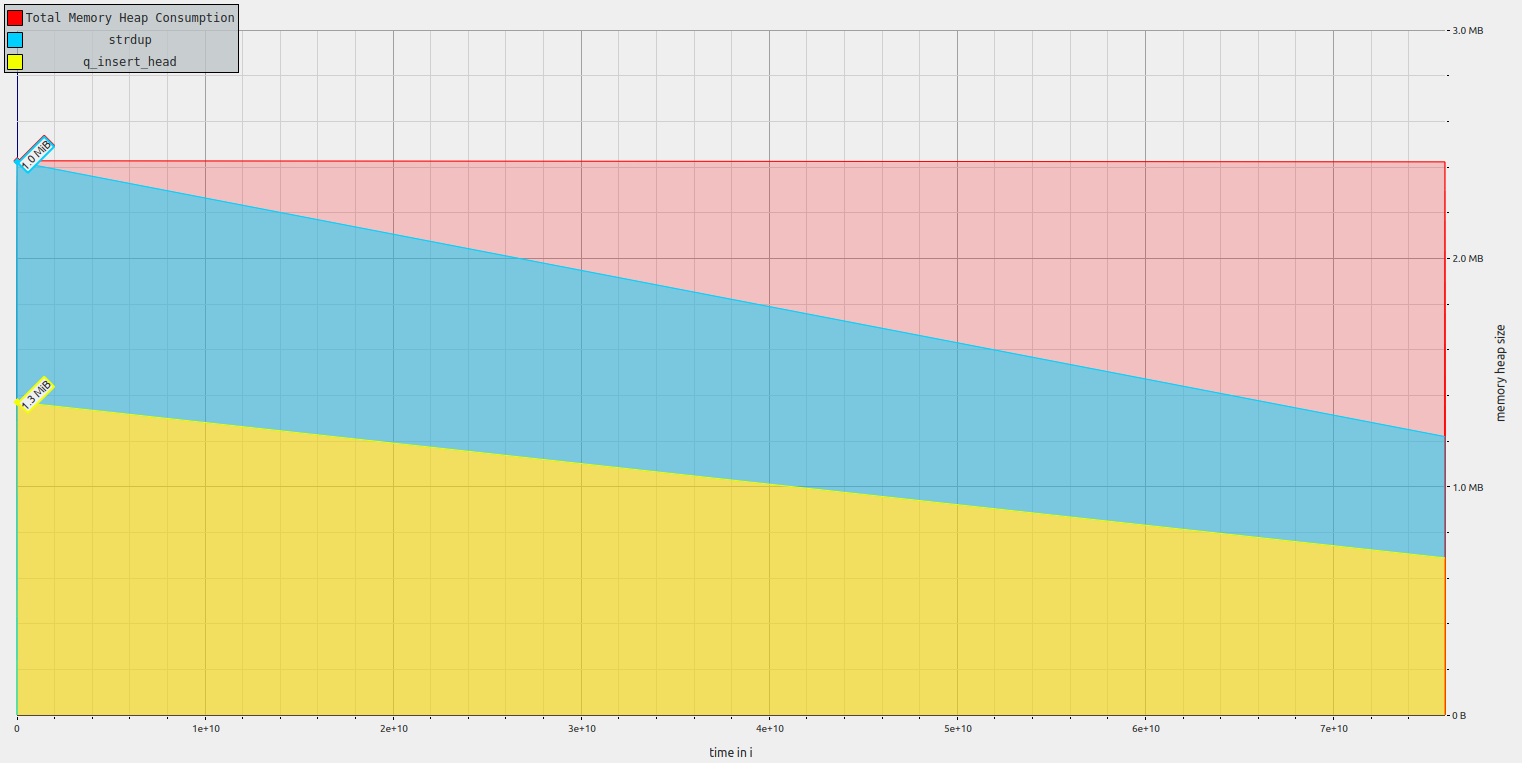 Total Memory Heap Consumption
strdup
q_insert_head
3.0 MB
1.0 MiB
2.0 MB
1.3 MiB
memory heap size
1.0 MB
0 B
0 1e+10 2e+10 3e+10 4e+10 5e+10 6e+10 7e+10
time in i